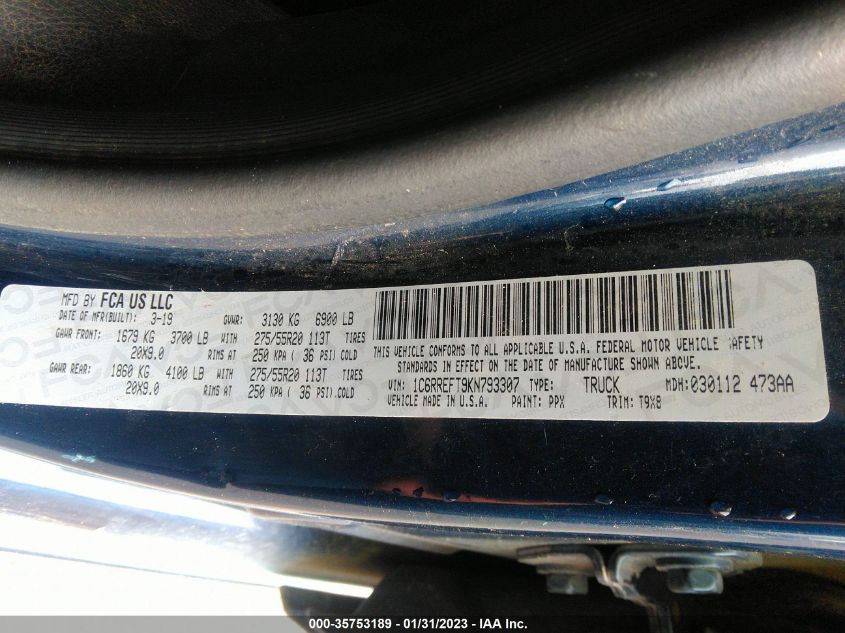 MFD BY FCA US LLC
DATE OF MFR(BUILT): 3-19 GVWR: 3130 KG 6900 LB
GAWR FRONT: 1679 KG 3700 LB WITH 275/55R20 113T TIRES
20X9.0 RIMS AT 250 KPA ( 36 PSI) COLD
GAWR REAR: 1860 KG 4100 LB WITH 275/55R20 113T TIRES
20X9.0 RIMS AT 250 KPA ( 36 PSI) COLD
THIS VEHICLE CONFORMS TO ALL APPLICABLE U.S.A. FEDERAL MOTOR VEHICLE SAFETY
STANDARDS IN EFFECT ON THE DATE OF MANUFACTURE SHOWN ABOVE.
VIN: 1C6RREFT9KN793307 TYPE: TRUCK MDH: 030112 473AA
VEHICLE MADE IN U.S.A. PAINT: PPX TRIM: T9X8
000-35753189 - 01/31/2023 - IAAI.com